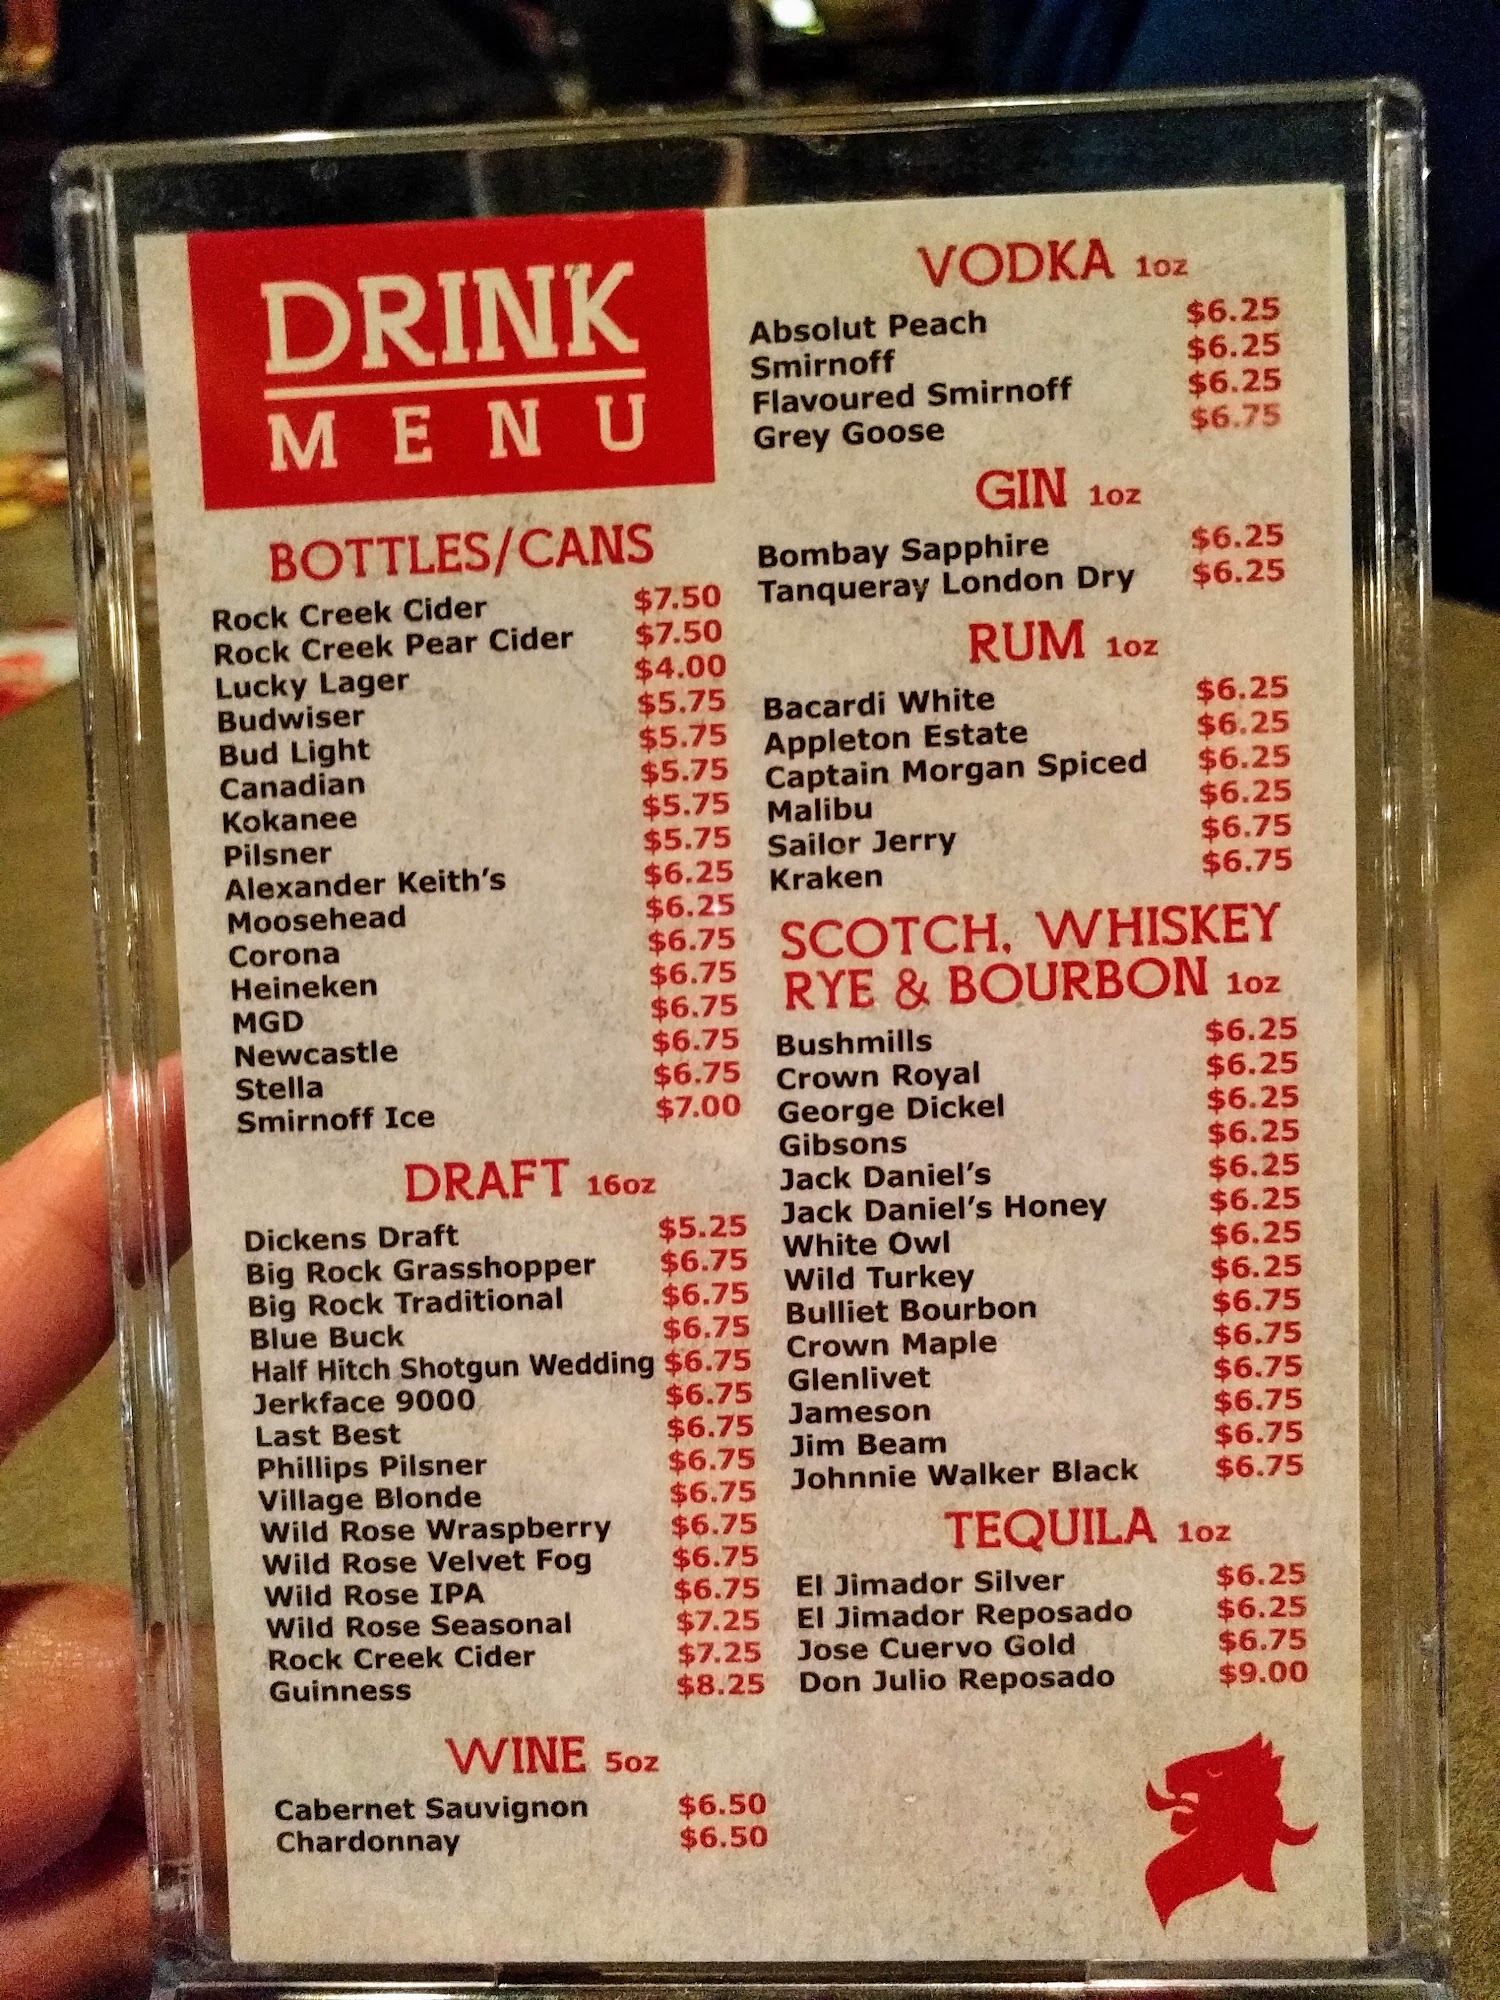 DRINK
MENU
BOTTLES/CANS
Rock Creek Cider $7.50
Rock Creek Pear Cider $7.50
Lucky Lager $4.00
Budwiser $5.75
Bud Light $5.75
Canadian $5.75
Kokanee $5.75
Pilsner $5.75
Alexander Keith's $6.25
Moosehead $6.25
Corona $6.75
Heineken $6.75
MGD $6.75
Newcastle $6.75
Stella $6.75
Smirnoff Ice $7.00
DRAFT 16oz
Dickens Draft $5.25
Big Rock Grasshopper $6.75
Big Rock Traditional $6.75
Blue Buck $6.75
Half Hitch Shotgun Wedding $6.75
Jerkface 9000 $6.75
Last Best $6.75
Phillips Pilsner $6.75
Village Blonde $6.75
Wild Rose Wraspberry $6.75
Wild Rose Velvet Fog $6.75
Wild Rose IPA $6.75
Wild Rose Seasonal $7.25
Rock Creek Cider $7.25
Guinness $8.25
WINE 5oz
Cabernet Sauvignon $6.50
Chardonnay $6.50
VODKA 1oz
Absolut Peach $6.25
Smirnoff $6.25
Flavoured Smirnoff $6.25
Grey Goose $6.75
GIN 1oz
Bombay Sapphire $6.25
Tanqueray London Dry $6.25
RUM 1oz
Bacardi White $6.25
Appleton Estate $6.25
Captain Morgan Spiced $6.25
Malibu $6.25
Sailor Jerry $6.75
Kraken $6.75
SCOTCH, WHISKEY
RYE & BOURBON 1oz
Bushmills $6.25
Crown Royal $6.25
George Dickel $6.25
Gibsons $6.25
Jack Daniel's $6.25
Jack Daniel's Honey $6.25
White Owl $6.25
Wild Turkey $6.25
Bulliet Bourbon $6.75
Crown Maple $6.75
Glenlivet $6.75
Jameson $6.75
Jim Beam $6.75
Johnnie Walker Black $6.75
TEQUILA 1oz
El Jimador Silver $6.25
El Jimador Reposado $6.25
Jose Cuervo Gold $6.75
Don Julio Reposado $9.00